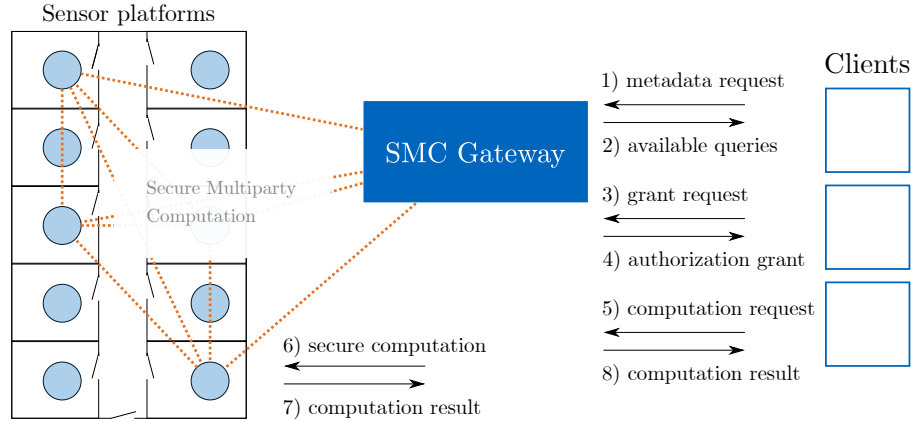 Sensor platforms
Secure Multiparty
Computation
SMC Gateway
Clients
1) metadata request
2) available queries
3) grant request
4) authorization grant
5) computation request
8) computation result
6) secure computation
7) computation result